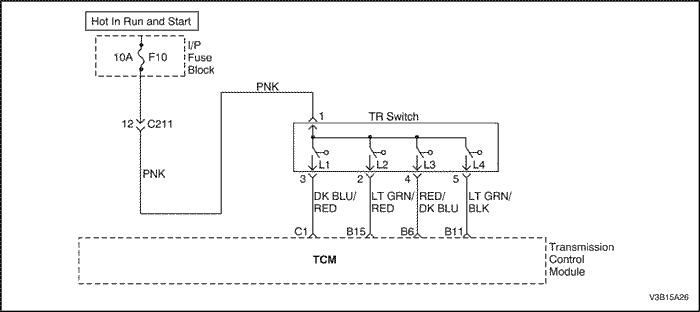 Hot In Run and Start
10A F10
I/P
Fuse
Block
PNK
12 C211
PNK
1
TR Switch
L1 L2 L3 L4
3 2 4 5
DK BLU/
RED
LT GRN/
RED
RED/
DK BLU
LT GRN/
BLK
C1 B15 B6 B11
TCM
Transmission
Control
Module
V3B15A26